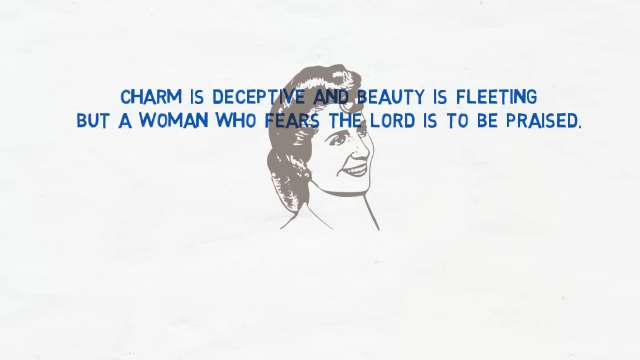 CHARM IS DECEPTIVE AND BEAUTY IS FLEETING
BUT A WOMAN WHO FEARS THE LORD IS TO BE PRAISED.